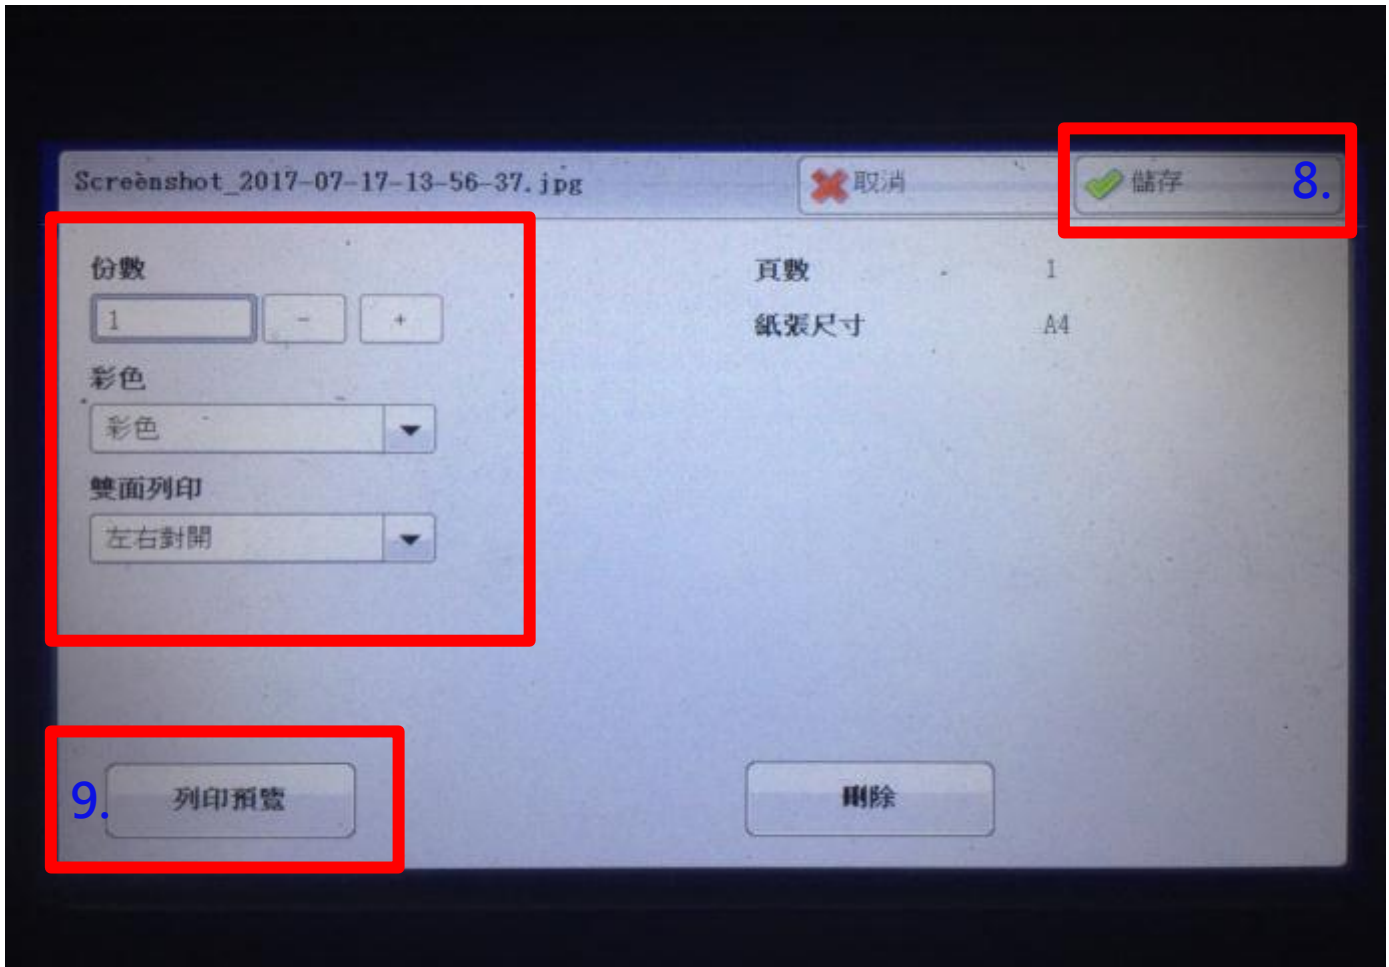 Screenshot_2017-07-17-13-56-37.jpg 取消 儲存 8.
份數 頁數 1
1 - +
紙張尺寸 A4
彩色
彩色
雙面列印
左右對開
9. 列印預覽 刪除